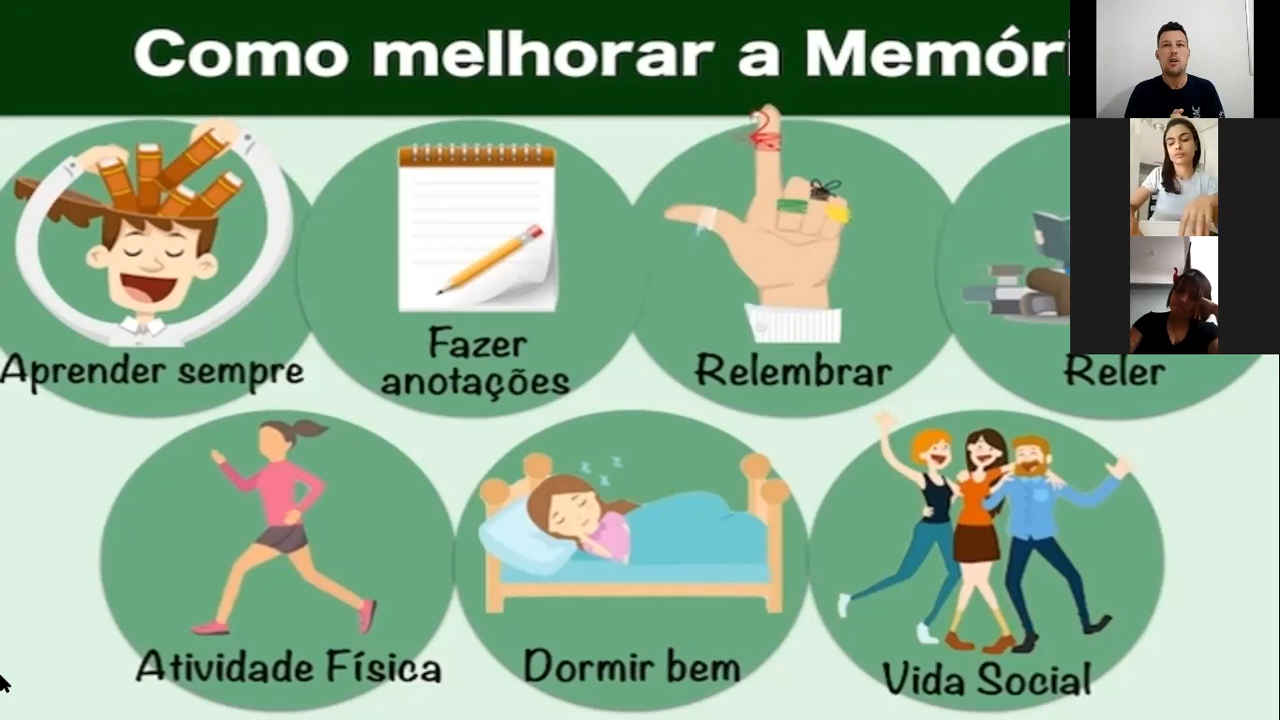 Como melhorar a Memóri
Aprender sempre
Fazer
anotações
Relembrar
Reler
Atividade Física
Dormir bem
Vida Social